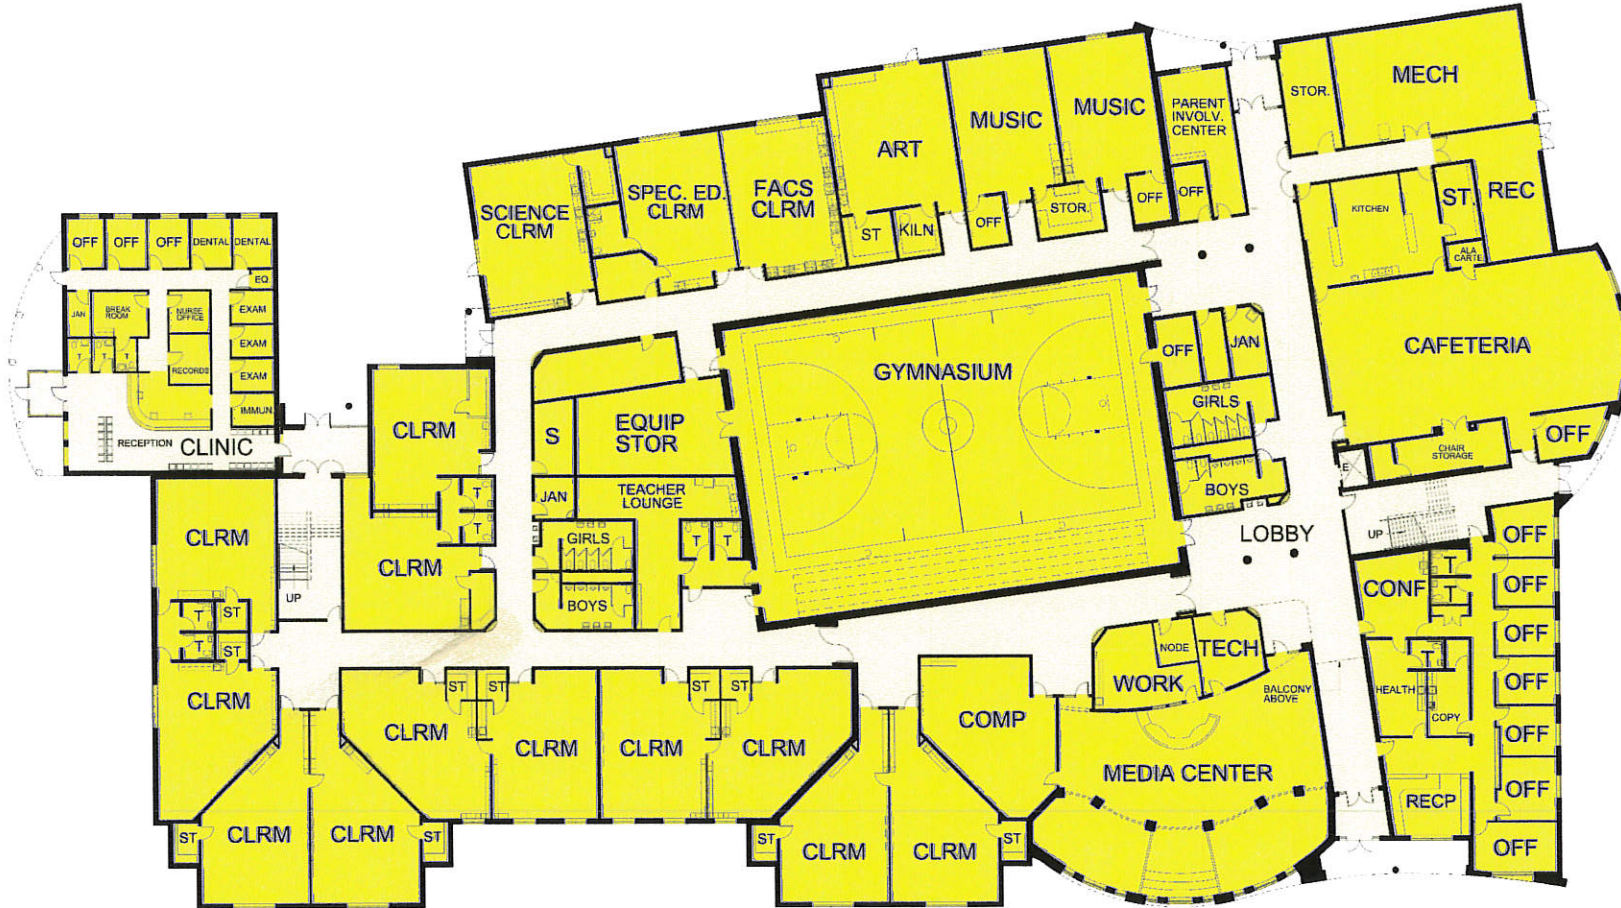 MECH
STOR.
PARENT
INVOLV.
CENTER
MUSIC
MUSIC
ART
OFF
OFF
STOR.
OFF
KILN
ST
FACS
CLRM
SPEC. ED.
CLRM
SCIENCE
CLRM
REC
ST.
KITCHEN
ALA
CARTE
CAFETERIA
OFF
CHAIR
STORAGE
E
OFF
OFF
OFF
DENTAL
DENTAL
EQ
JAN
BREAK
ROOM
NURSE
OFFICE
EXAM
EXAM
EXAM
RECORDS
T
T
T
IMMUN.
RECEPTION
CLINIC
GYMNASIUM
OFF
JAN
GIRLS
BOYS
LOBBY
UP
CLRM
T
T
CLRM
S
EQUIP
STOR
JAN
TEACHER
LOUNGE
GIRLS
BOYS
T
T
CLRM
T
ST
T
ST
UP
CLRM
OFF
OFF
OFF
OFF
OFF
OFF
OFF
CONF
T
T
T
HEALTH
COPY
RECP
NODE
TECH
WORK
BALCONY
ABOVE
MEDIA CENTER
COMP
ST
ST
ST
ST
CLRM
CLRM
CLRM
CLRM
ST
CLRM
CLRM
ST
ST
CLRM
CLRM
ST